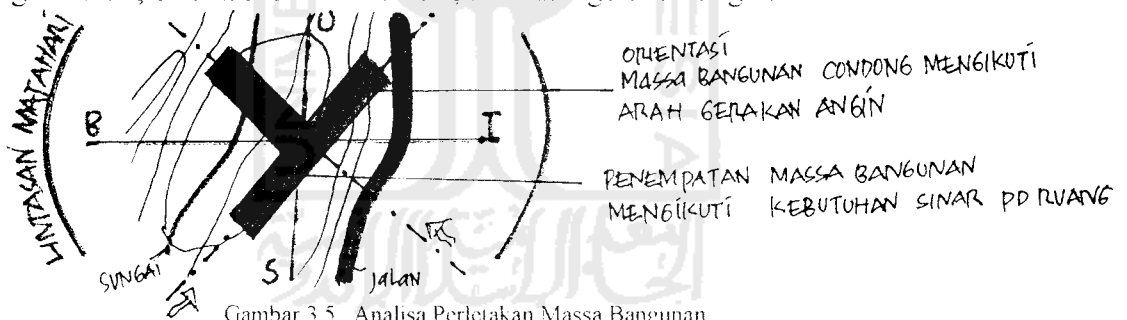 U
ORIENTASI
MASSA BANGUNAN CONDONG MENGIKUTI
ARAH GERAKAN ANGIN
LINTASAN MATAHARI
B
I
PENEMPATAN MASSA BANGUNAN
MENGIIKUTI KEBUTUHAN SINAR PD RUANG
SUNGAI
S
JALAN
Gambar 3.5. Analisa Perletakan Massa Bangunan